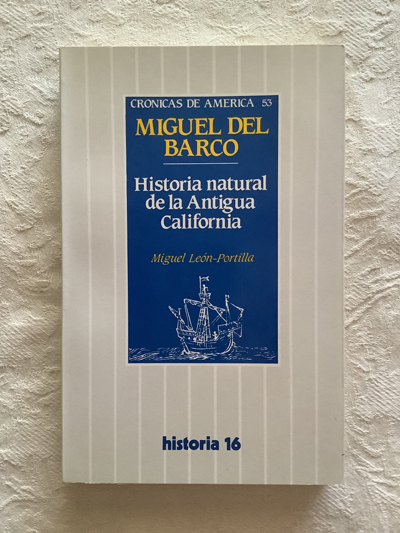 CRONICAS DE AMERICA 53
MIGUEL DEL
BARCO
Historia natural
de la Antigua
California
Miguel León-Portilla
historia 16